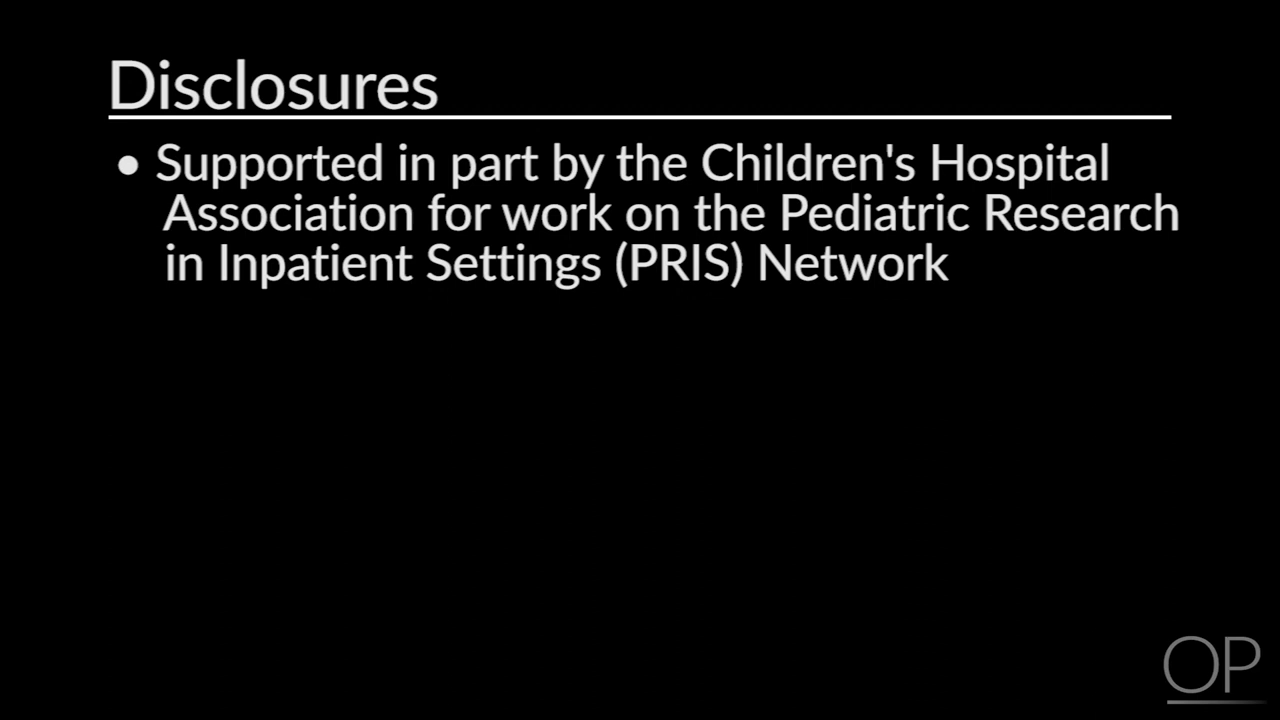 Disclosures
• Supported in part by the Children's Hospital
Association for work on the Pediatric Research
in Inpatient Settings (PRIS) Network
OP